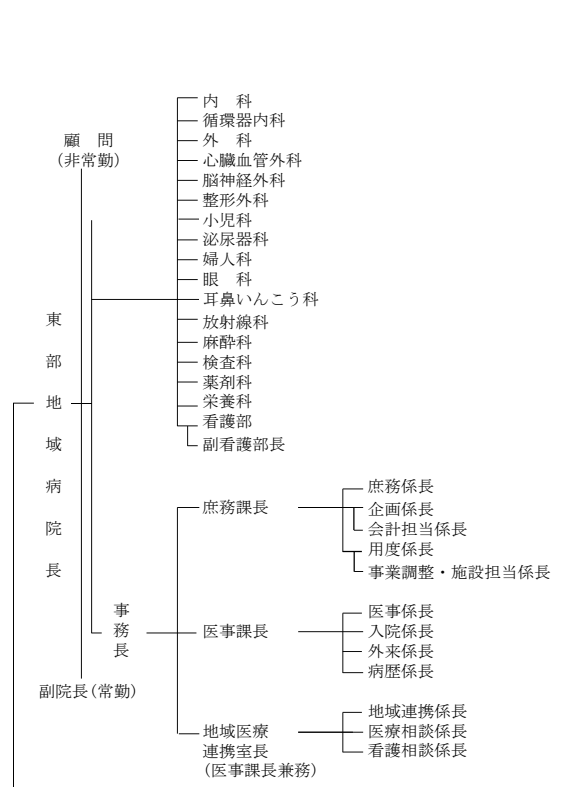 内　科
循環器内科
外　科
心臓血管外科
脳神経外科
整形外科
小児科
泌尿器科
婦人科
眼　科
耳鼻いんこう科
放射線科
麻酔科
検査科
薬剤科
栄養科
看護部
副看護部長
顧　問
(非常勤)
東部地域病院長
副院長(常勤)
事務長
庶務課長
庶務係長
企画係長
会計担当係長
用度係長
事業調整・施設担当係長
医事課長
医事係長
入院係長
外来係長
病歴係長
地域医療
連携室長
(医事課長兼務)
地域連携係長
医療相談係長
看護相談係長